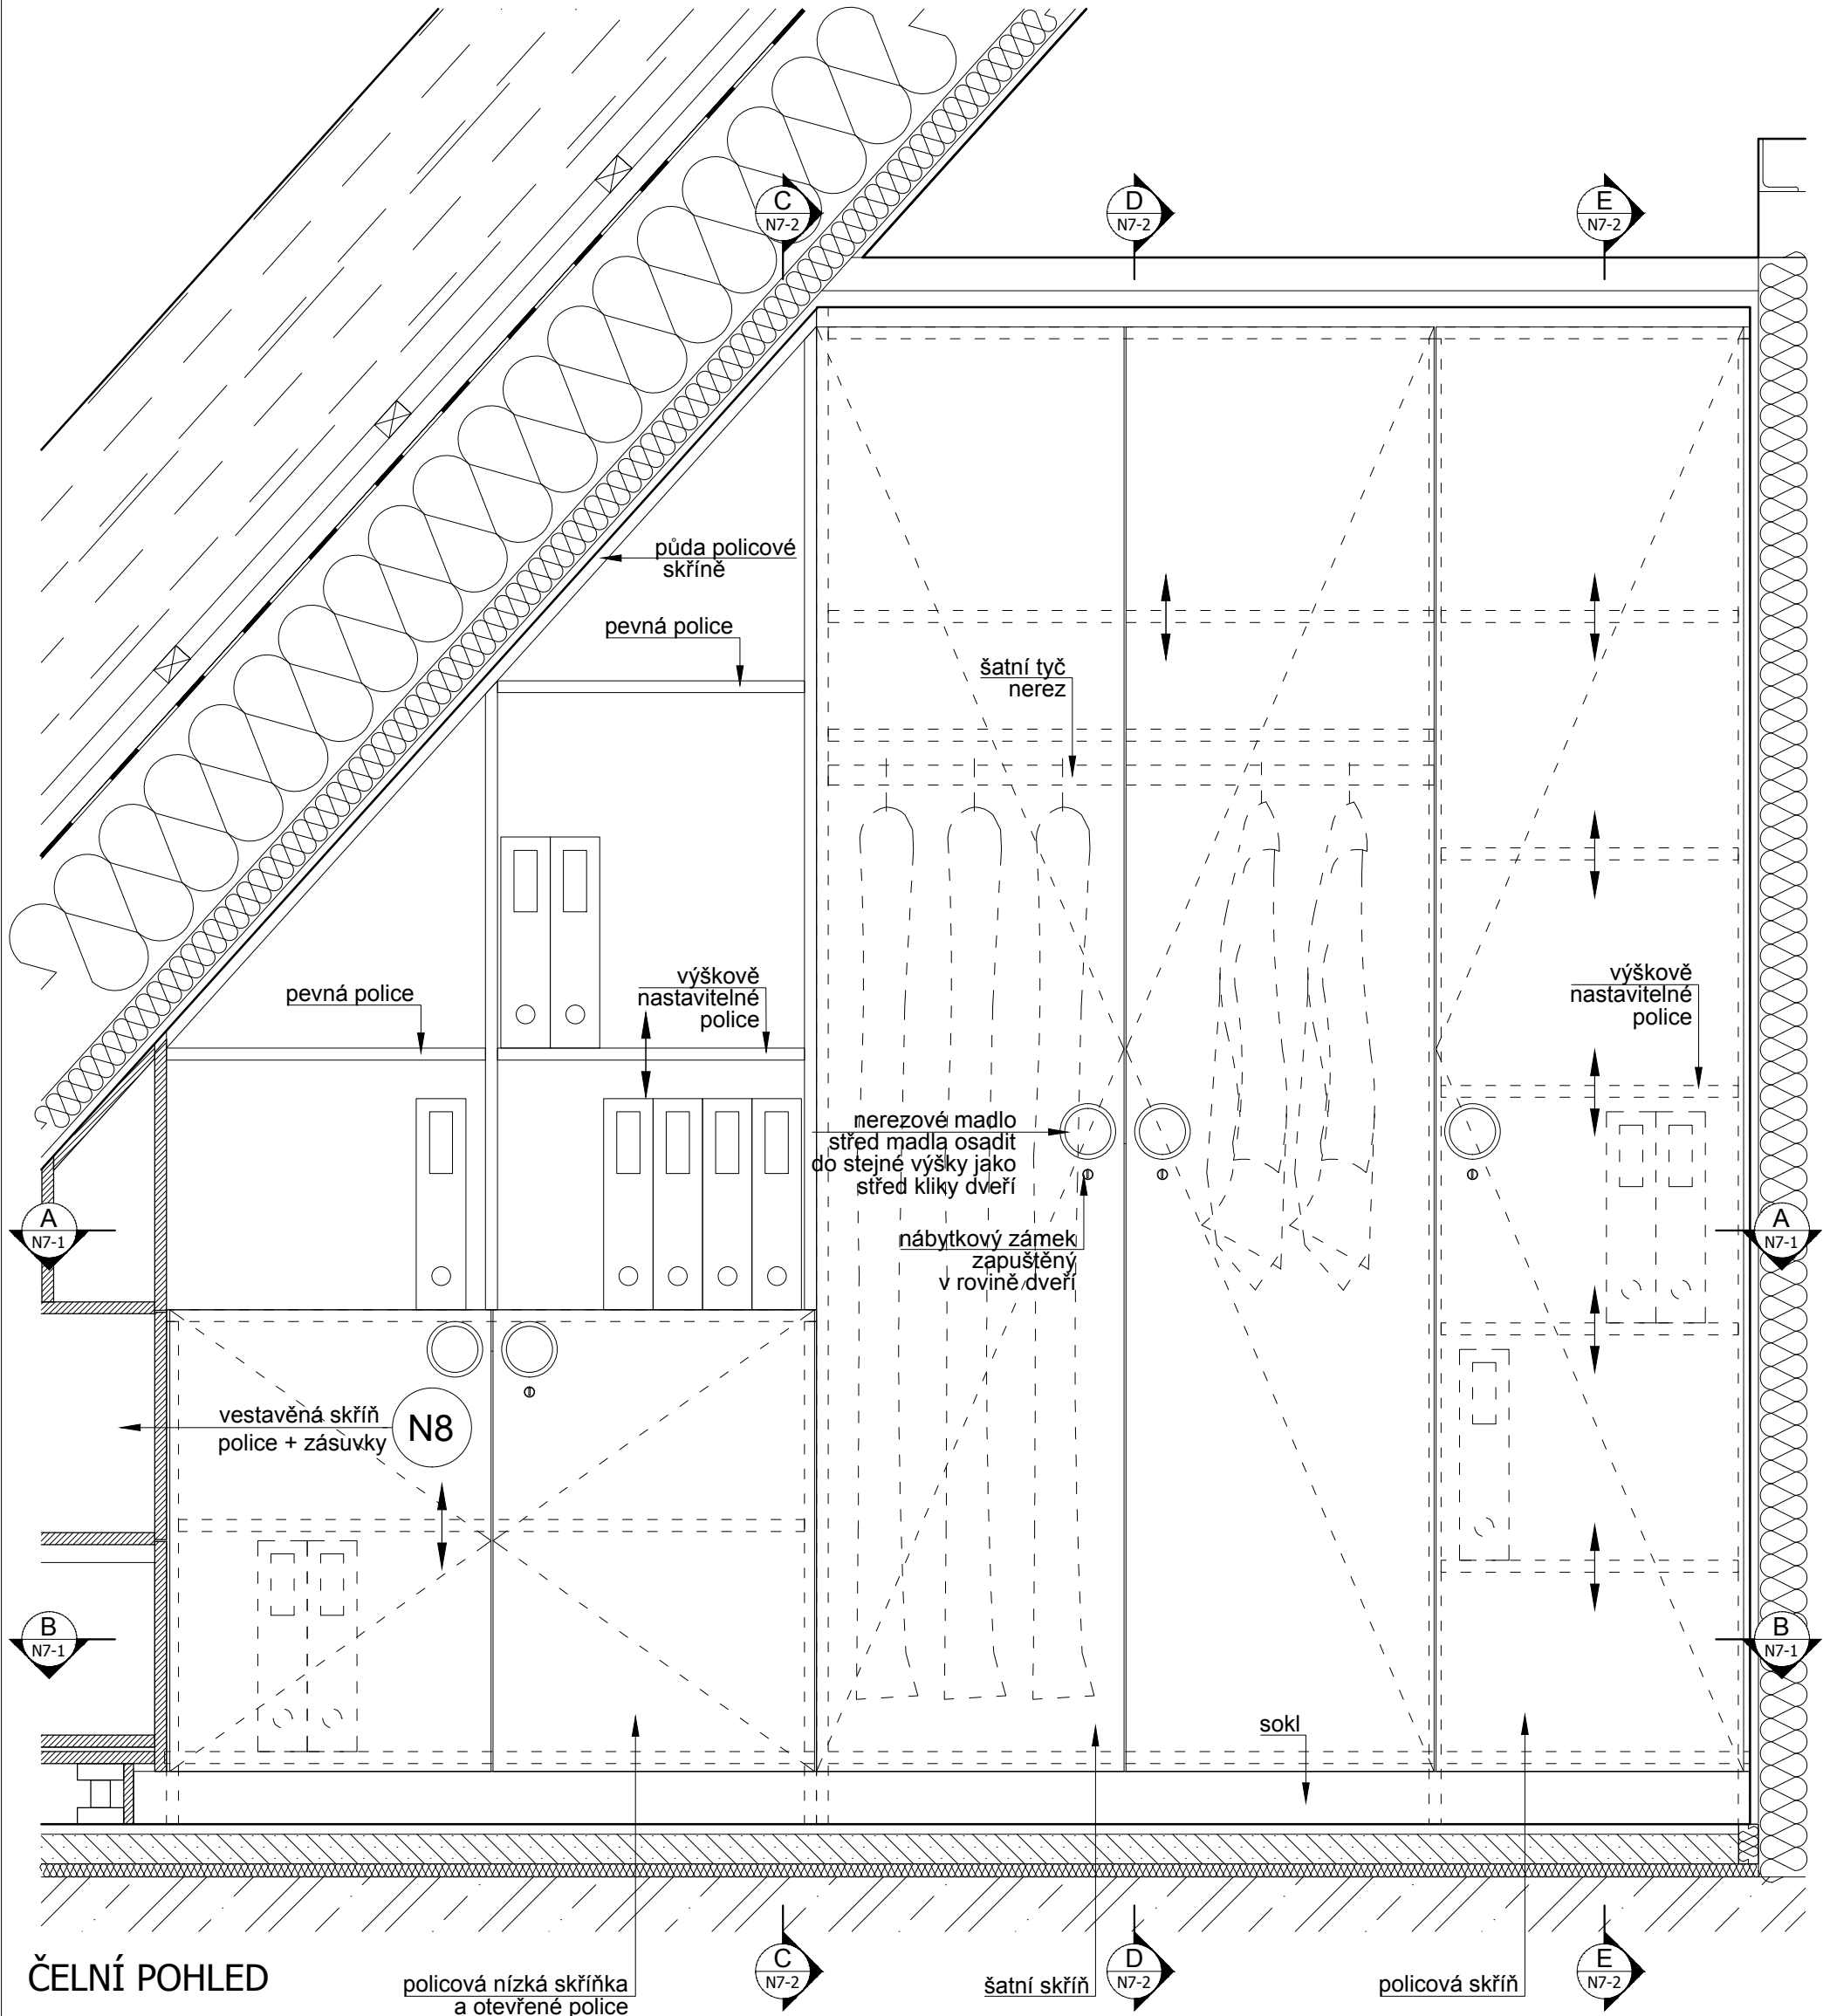 C
N7-2
D
N7-2
E
N7-2
půda policové
skříně
pevná police
šatní tyč
nerez
pevná police
výškově
nastavitelné
police
výškově
nastavitelné
police
nerezové madlo
střed madla osadit
do stejné výšky jako
střed kliky dveří
A
N7-1
A
N7-1
nábytkový zámek
zapuštěný
v rovině dveří
vestavěná skříň
police + zásuvky
N8
B
N7-1
B
N7-1
sokl
ČELNÍ POHLED
policová nízká skříňka
a otevřené police
C
N7-2
šatní skříň
D
N7-2
policová skříň
E
N7-2